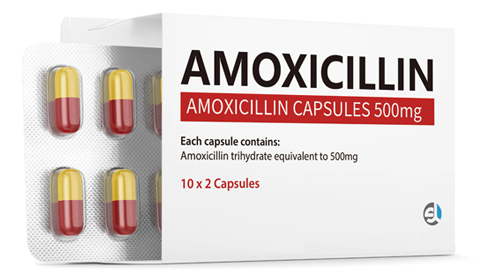 AMOXICILLIN
AMOXICILLIN CAPSULES 500mg
Each capsule contains:
Amoxicillin trihydrate equivalent to 500mg
10 x 2 Capsules